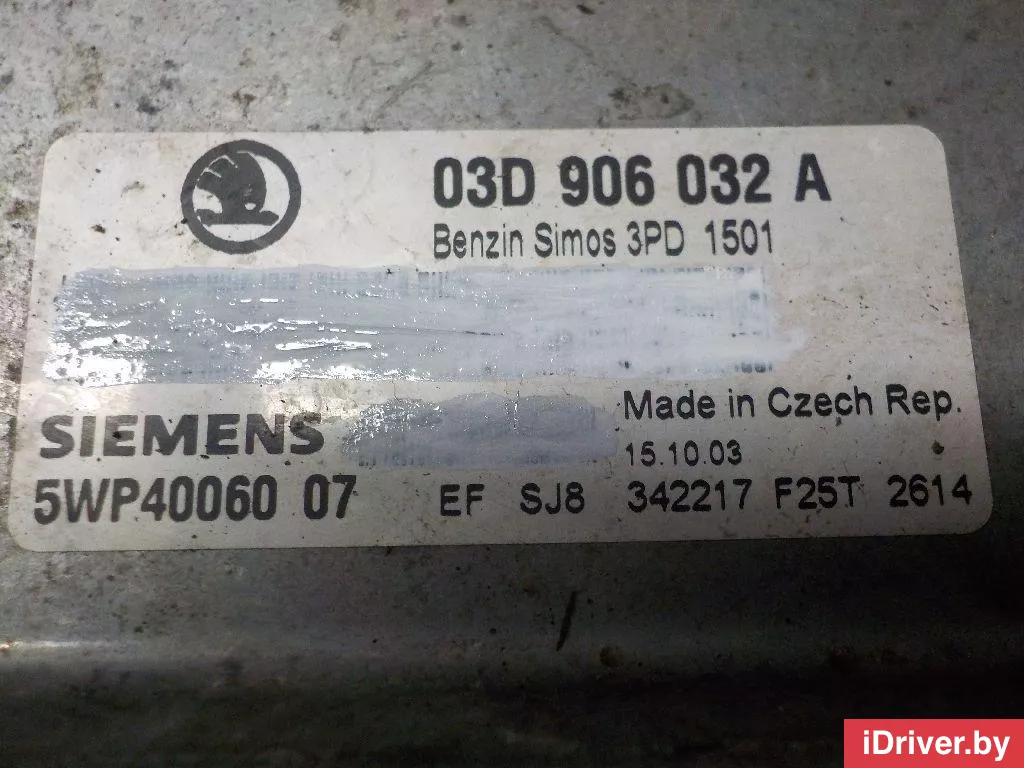 03D 906 032 A
Benzin Simos 3PD 1501
SIEMENS
Made in Czech Rep.
15.10.03
5WP40060 07 EF SJ8 342217 F25T 2614
iDriver.by